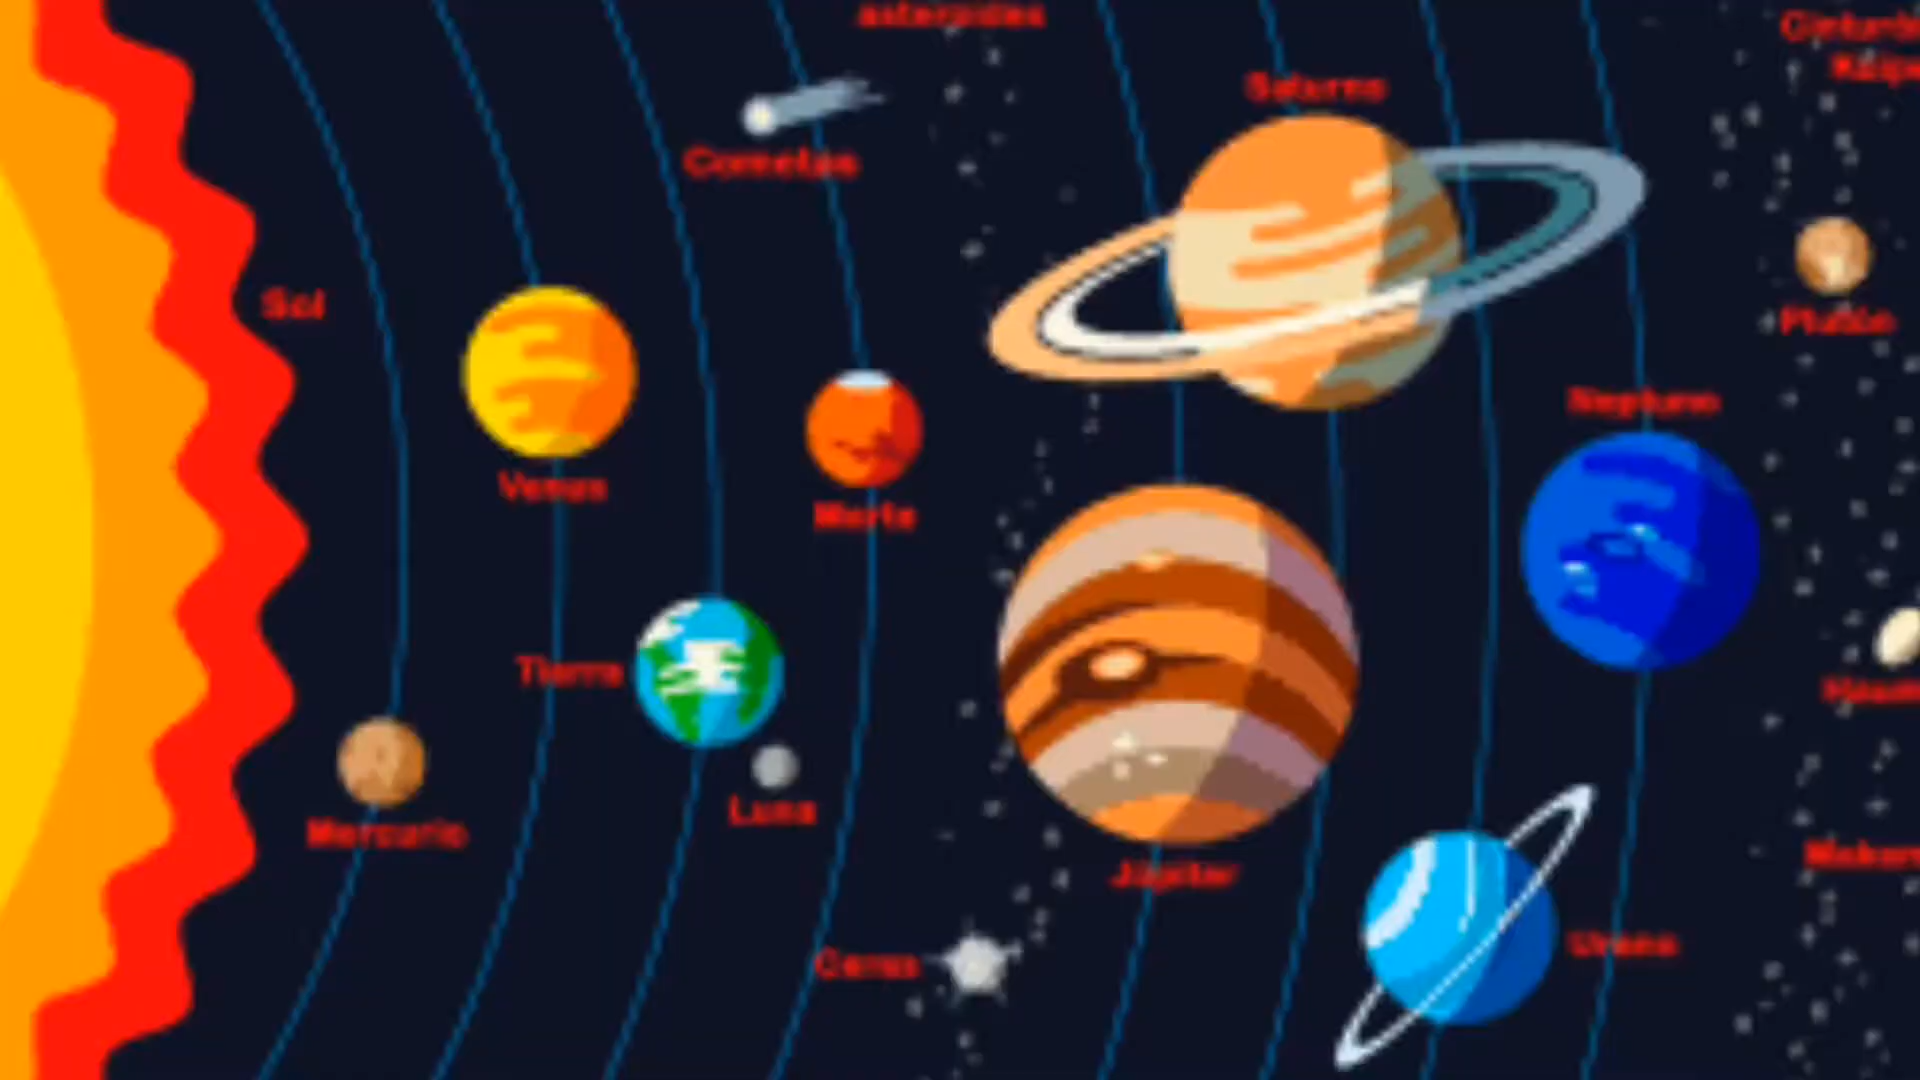 asteroides
Saturno
Cometas
Sol
Plutón
Neptuno
Venus
Marte
Tierra
Luna
Mercurio
Júpiter
Urano
Ceres